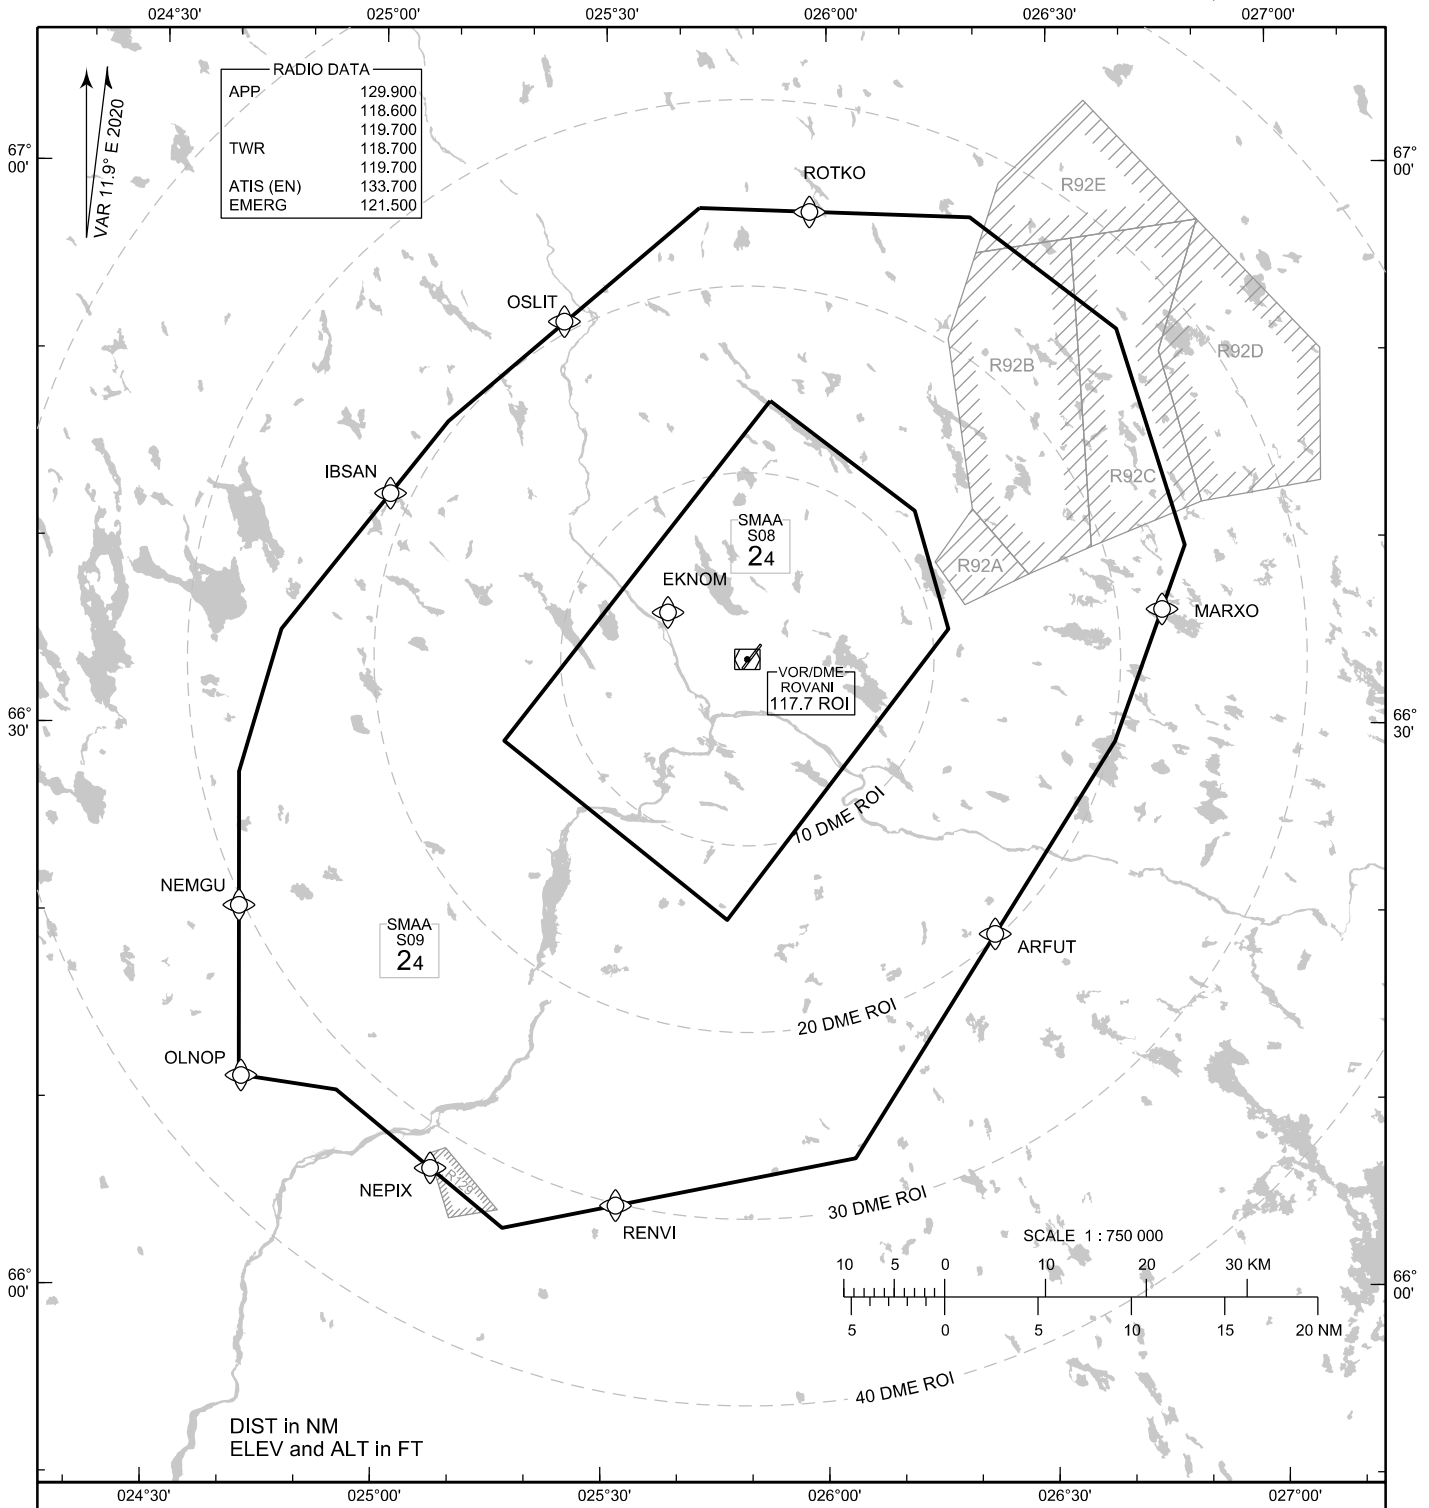 024°30' 025°00' 025°30' 026°00' 026°30' 027°00'
RADIO DATA
APP 129.900
118.600
119.700
TWR 118.700
119.700
ATIS (EN) 133.700
EMERG 121.500
VAR 11.9° E 2020
67°
00'
67°
00'
ROTKO
R92E
OSLIT
R92B
R92D
IBSAN
R92C
SMAA
S08
24
R92A
EKNOM
MARXO
VOR/DME
ROVANI
117.7 ROI
66°
30'
66°
30'
10 DME ROI
NEMGU
SMAA
S09
24
ARFUT
20 DME ROI
OLNOP
NEPIX
RENVI
30 DME ROI
SCALE 1 : 750 000
10 5 0 10 20 30 KM
5 0 5 10 15 20 NM
66°
00'
66°
00'
40 DME ROI
DIST in NM
ELEV and ALT in FT
024°30' 025°00' 025°30' 026°00' 026°30' 027°00'